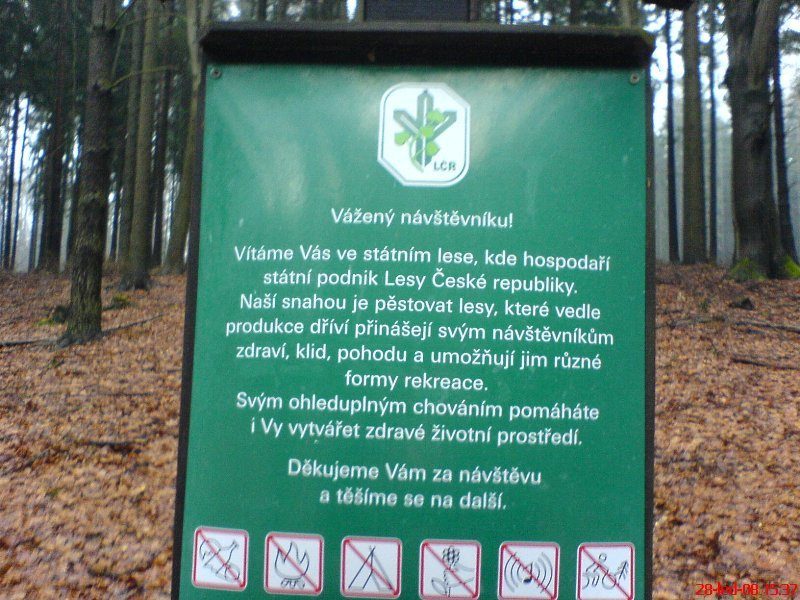 LČR
Vážený návštěvníku!
Vítáme Vás ve státním lese, kde hospodaří
státní podnik Lesy České republiky.
Naší snahou je pěstovat lesy, které vedle
produkce dříví přinášejí svým návštěvníkům
zdraví, klid, pohodu a umožňují jim různé
formy rekreace.
Svým ohleduplným chováním pomáháte
i Vy vytvářet zdravé životní prostředí.
Děkujeme Vám za návštěvu
a těšíme se na další.